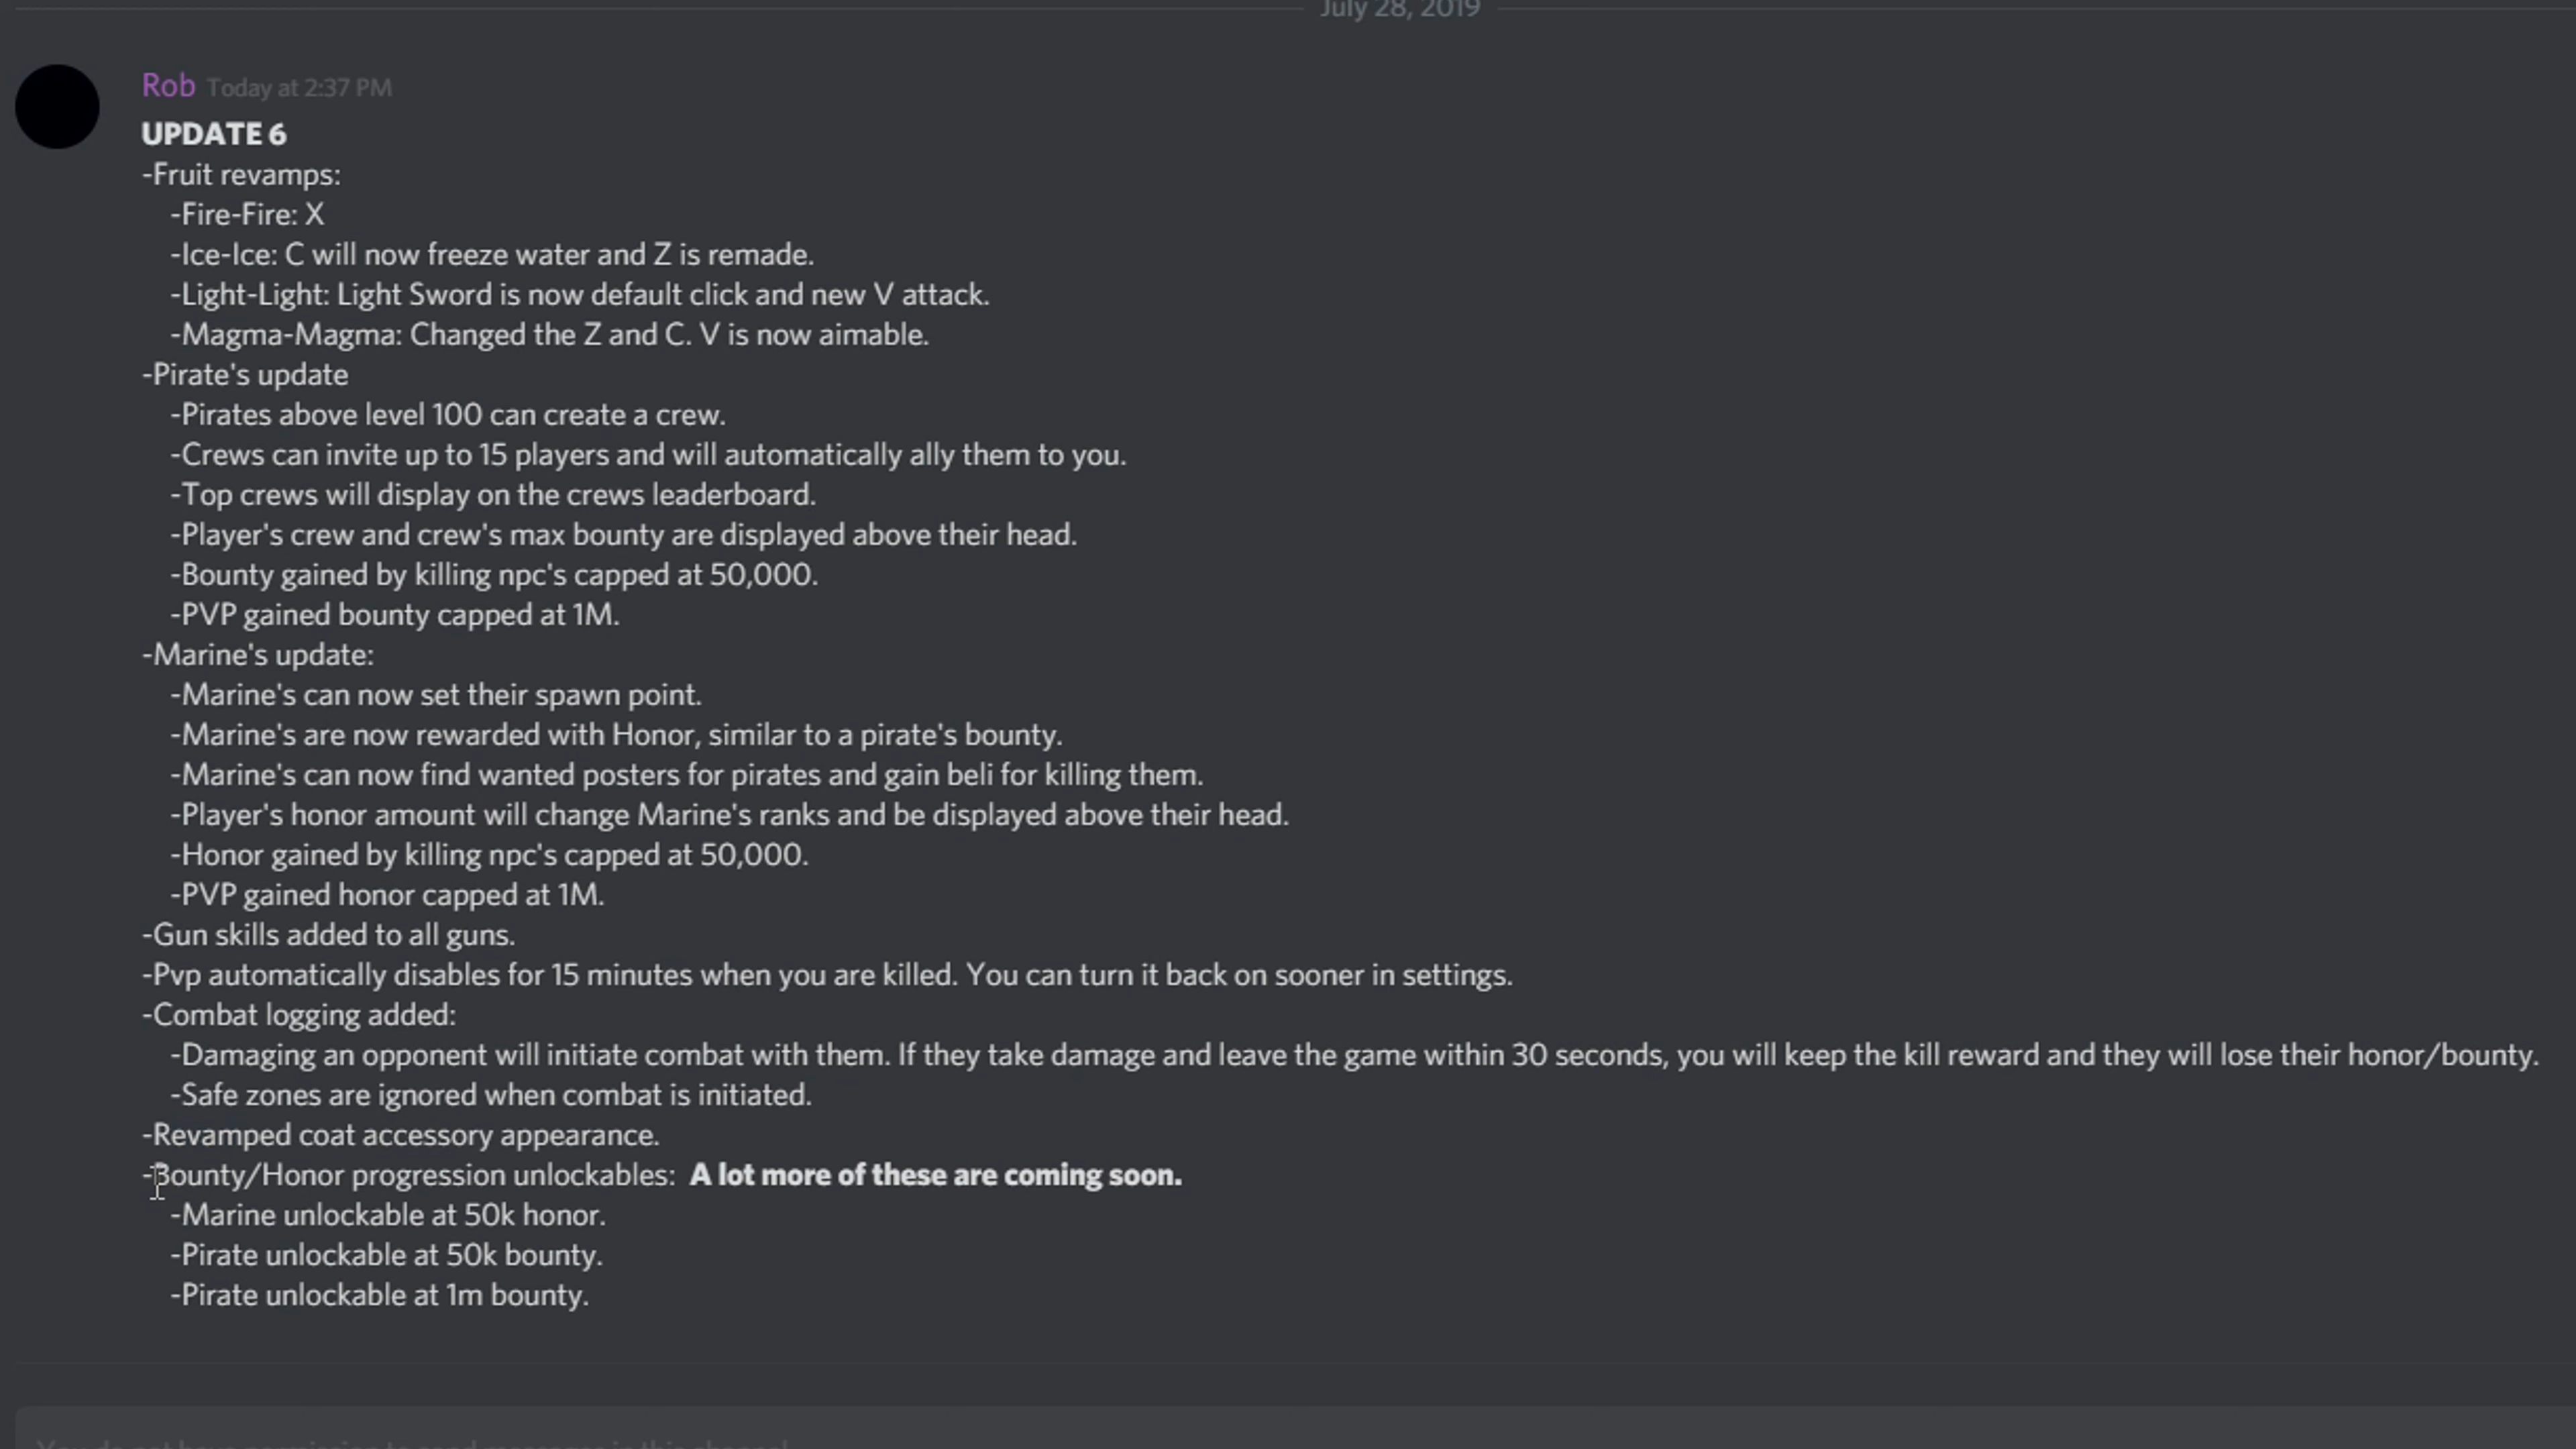 July 28, 2019
Rob Today at 2:37 PM
UPDATE 6
-Fruit revamps:
-Fire-Fire: X
-Ice-Ice: C will now freeze water and Z is remade.
-Light-Light: Light Sword is now default click and new V attack.
-Magma-Magma: Changed the Z and C. V is now aimable.
-Pirate's update
-Pirates above level 100 can create a crew.
-Crews can invite up to 15 players and will automatically ally them to you.
-Top crews will display on the crews leaderboard.
-Player's crew and crew's max bounty are displayed above their head.
-Bounty gained by killing npc's capped at 50,000.
-PVP gained bounty capped at 1M.
-Marine's update:
-Marine's can now set their spawn point.
-Marine's are now rewarded with Honor, similar to a pirate's bounty.
-Marine's can now find wanted posters for pirates and gain beli for killing them.
-Player's honor amount will change Marine's ranks and be displayed above their head.
-Honor gained by killing npc's capped at 50,000.
-PVP gained honor capped at 1M.
-Gun skills added to all guns.
-Pvp automatically disables for 15 minutes when you are killed. You can turn it back on sooner in settings.
-Combat logging added:
-Damaging an opponent will initiate combat with them. If they take damage and leave the game within 30 seconds, you will keep the kill reward and they will lose their honor/bounty.
-Safe zones are ignored when combat is initiated.
-Revamped coat accessory appearance.
-Bounty/Honor progression unlockables: A lot more of these are coming soon.
-Marine unlockable at 50k honor.
-Pirate unlockable at 50k bounty.
-Pirate unlockable at 1m bounty.